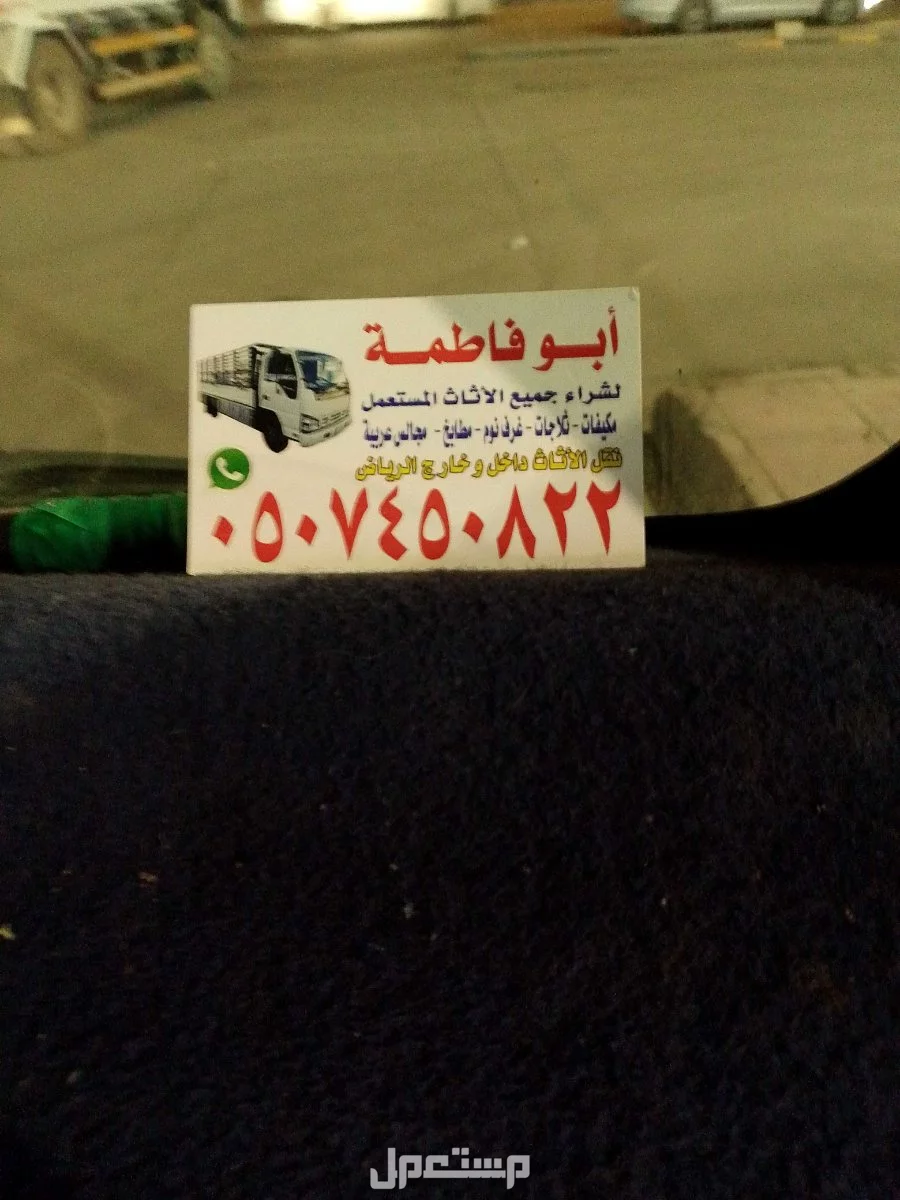 أبو فاطمة
لشراء جميع الأثاث المستعمل
مكيفات - ثلاجات - غرف نوم - مطابخ - مجالس عربية
نقل الأثاث داخل و خارج الرياض
٠٥٠٧٤٥٠٨٢٢
مستعمل